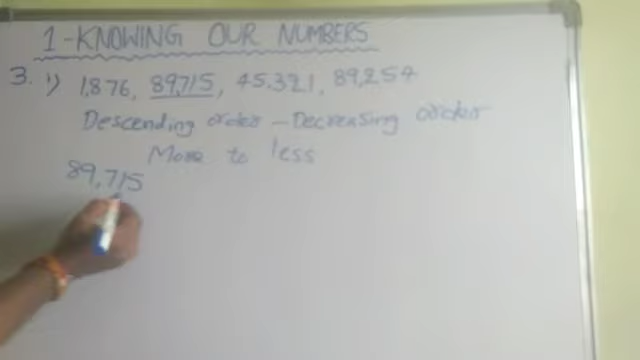 1-KNOWING OUR NUMBERS
3. i) 1,876, 89,715, 45,321, 89,254
Descending order - Decreasing order
More to less
89,715